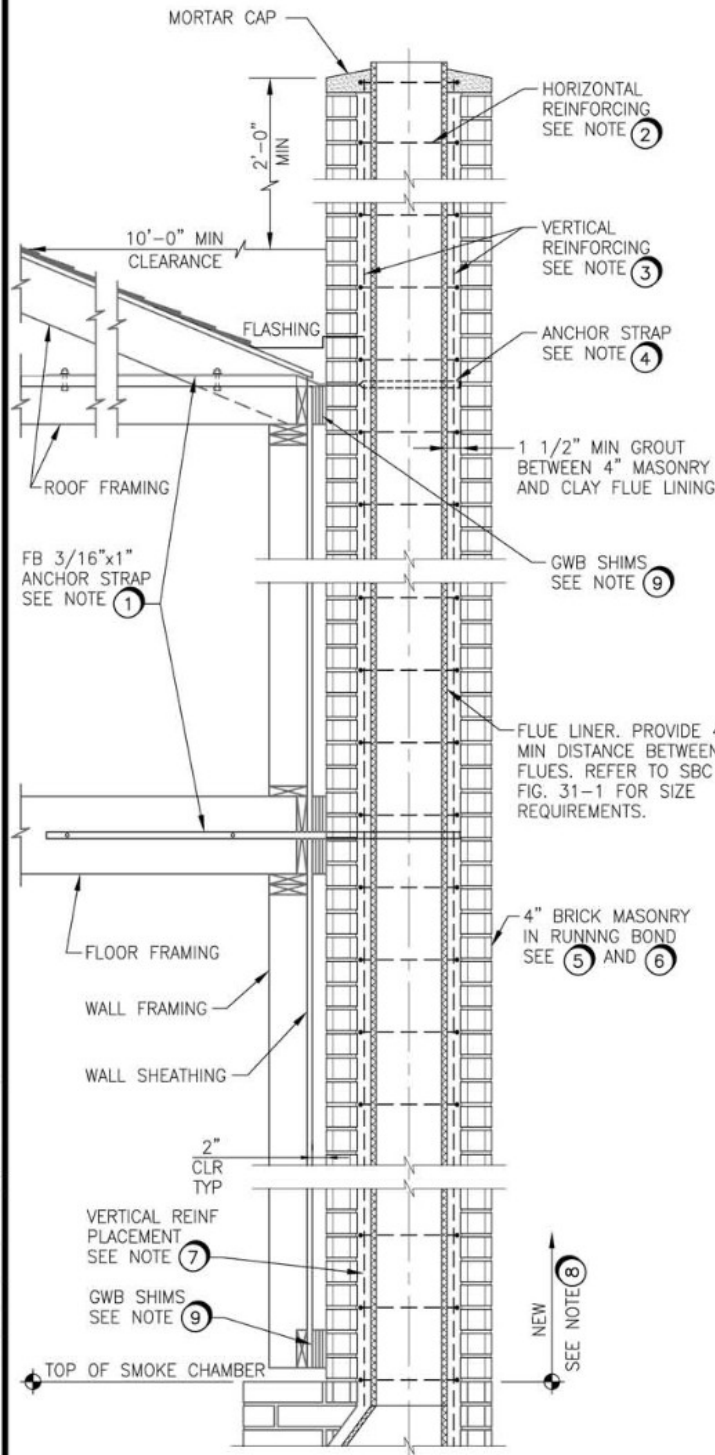 MORTAR CAP
HORIZONTAL
REINFORCING
SEE NOTE 2
2'-0"
MIN
10'-0" MIN
CLEARANCE
VERTICAL
REINFORCING
SEE NOTE 3
FLASHING
ANCHOR STRAP
SEE NOTE 4
1 1/2" MIN GROUT
BETWEEN 4" MASONRY
AND CLAY FLUE LINING
ROOF FRAMING
FB 3/16"x1"
ANCHOR STRAP
SEE NOTE 1
GWB SHIMS
SEE NOTE 9
FLUE LINER. PROVIDE
MIN DISTANCE BETWEEN
FLUES. REFER TO SBC
FIG. 31-1 FOR SIZE
REQUIREMENTS.
4" BRICK MASONRY
IN RUNNNG BOND
SEE 5 AND 6
FLOOR FRAMING
WALL FRAMING
WALL SHEATHING
2"
CLR
TYP
VERTICAL REINF
PLACEMENT
SEE NOTE 7
GWB SHIMS
SEE NOTE 9
NEW
SEE NOTE 8
TOP OF SMOKE CHAMBER